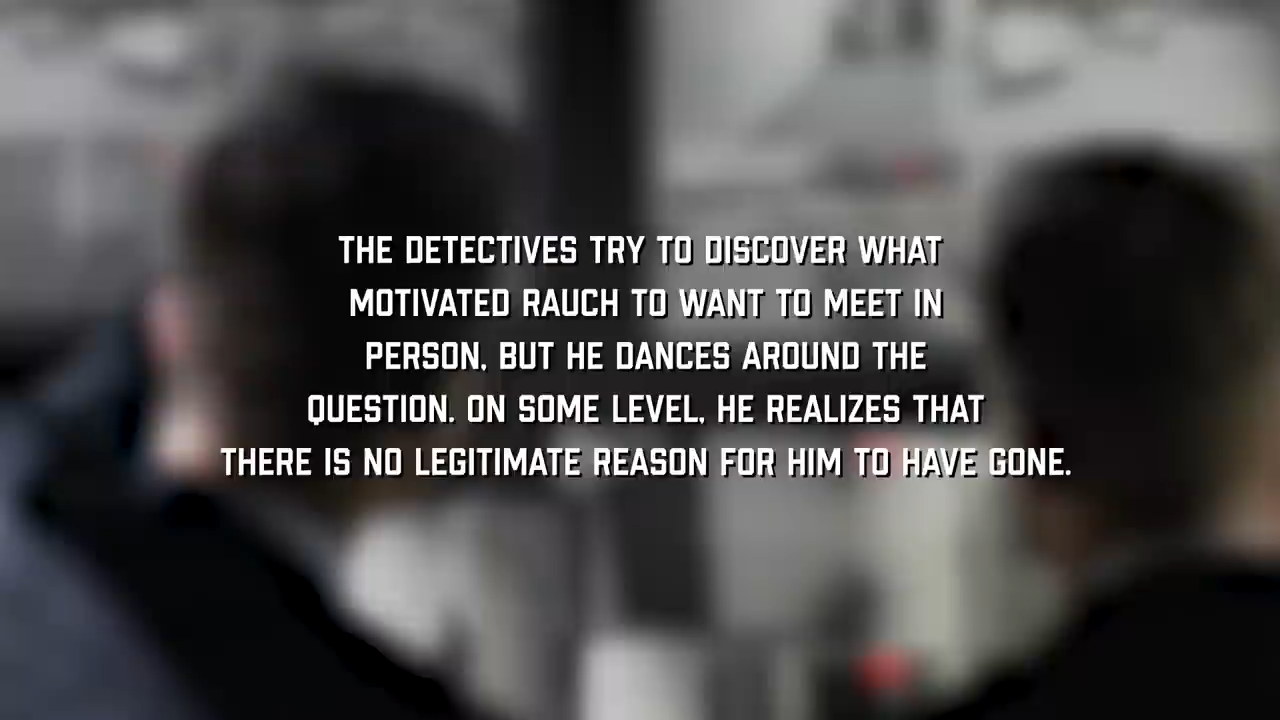 THE DETECTIVES TRY TO DISCOVER WHAT
MOTIVATED RAUCH TO WANT TO MEET IN
PERSON, BUT HE DANCES AROUND THE
QUESTION. ON SOME LEVEL, HE REALIZES THAT
THERE IS NO LEGITIMATE REASON FOR HIM TO HAVE GONE.